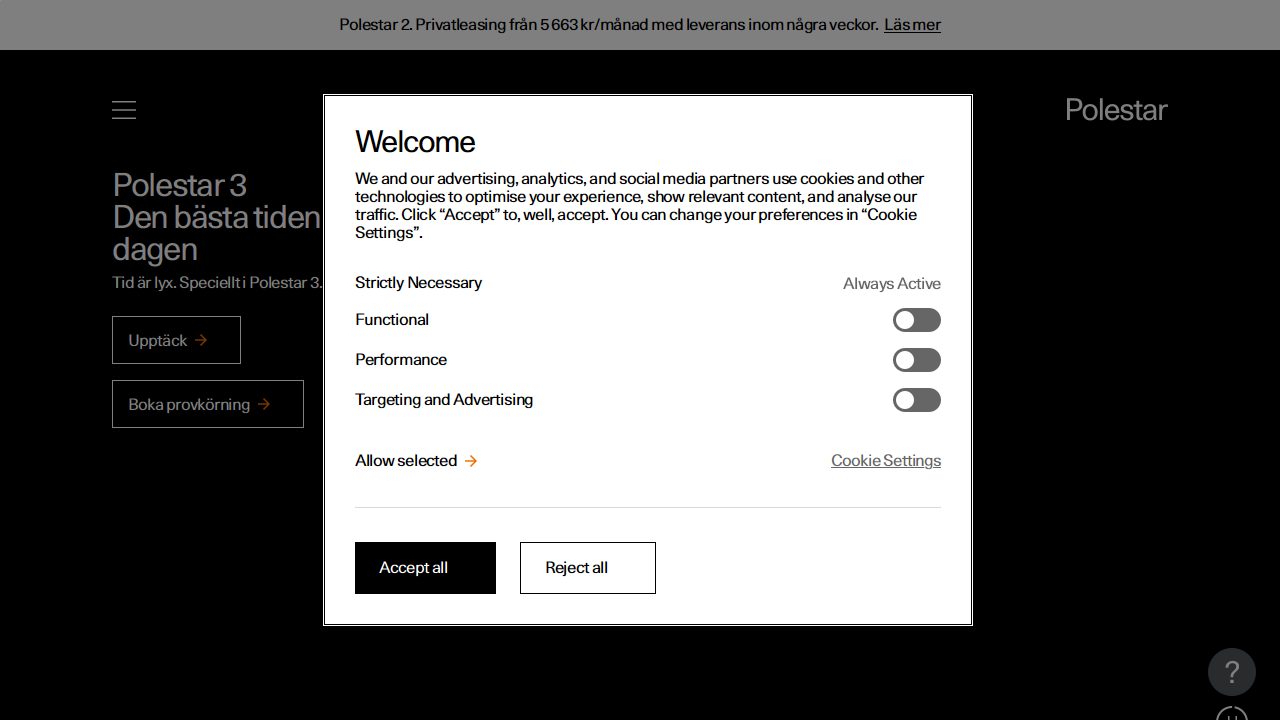 Polestar 2. Privatleasing från 5 663 kr/månad med leverans inom några veckor. Läs mer
Polestar
Polestar 3
Den bästa tiden
dagen
Tid är lyx. Speciellt i Polestar 3.
Upptäck
Boka provkörning
Welcome
We and our advertising, analytics, and social media partners use cookies and other
technologies to optimise your experience, show relevant content, and analyse our
traffic. Click “Accept” to, well, accept. You can change your preferences in “Cookie
Settings”.
Strictly Necessary Always Active
Functional
Performance
Targeting and Advertising
Allow selected Cookie Settings
Accept all Reject all
?